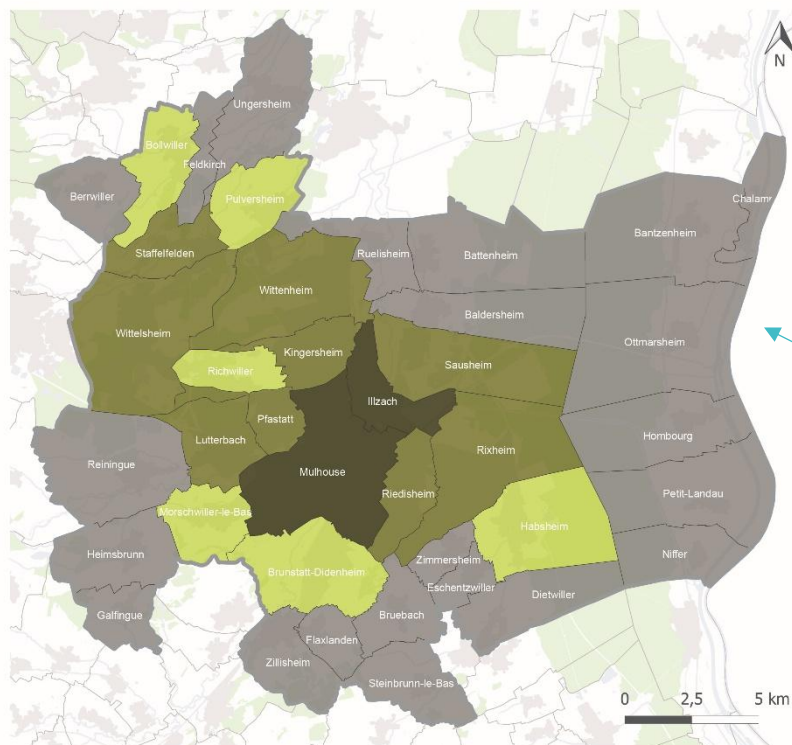 N
Ungersheim
Bollwiller
Feldkirch
Berrwiller
Pulversheim
Chalam
Bantzenheim
Staffelfelden
Ruelisheim
Battenheim
Wittenheim
Baldersheim
Wittelsheim
Ottmarsheim
Kingersheim
Sausheim
Richwiller
Illzach
Pfastatt
Lutterbach
Hombourg
Rixheim
Reiningue
Mulhouse
Riedisheim
Petit-Landau
Morschwiller-le-Bas
Habsheim
Heimsbrunn
Niffer
Zimmersheim
Brunstatt-Didenheim
Eschentzwiller
Dietwiller
Galfingue
Bruebach
Flaxlanden
Zillisheim
Steinbrunn-le-Bas
0 2,5 5 km